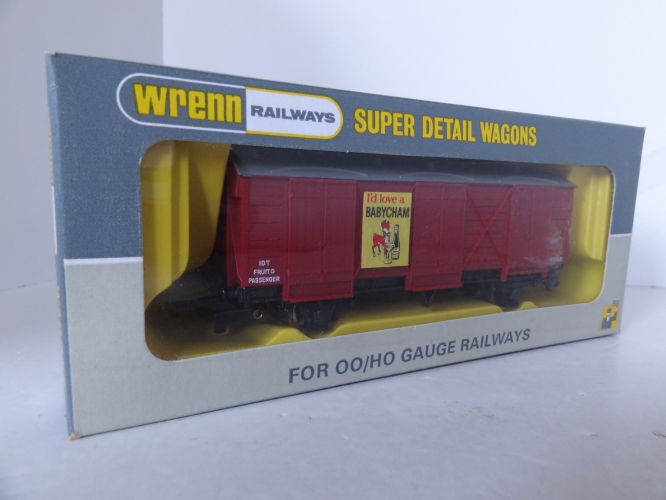 wrenn RAILWAYS
SUPER DETAIL WAGONS
I'd love a
BABYCHAM
10T
FRUIT D
PASSENGER
FOR OO/HO GAUGE RAILWAYS